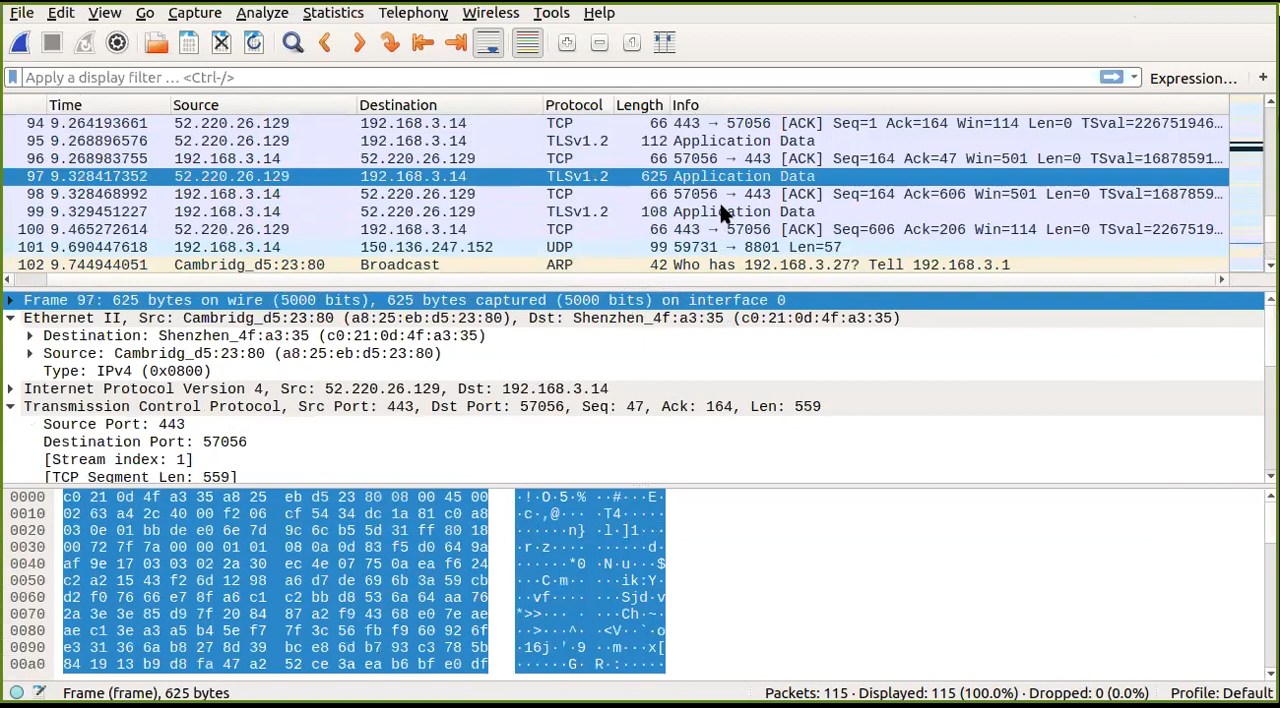 File Edit View Go Capture Analyze Statistics Telephony Wireless Tools Help
Apply a display filter … <Ctrl-/> Expression… +
Time Source Destination Protocol Length Info
94 9.264193661 52.220.26.129 192.168.3.14 TCP 66 443 → 57056 [ACK] Seq=1 Ack=164 Win=114 Len=0 TSval=226751946…
95 9.268896576 52.220.26.129 192.168.3.14 TLSv1.2 112 Application Data
96 9.268983755 192.168.3.14 52.220.26.129 TCP 66 57056 → 443 [ACK] Seq=164 Ack=47 Win=501 Len=0 TSval=16878591…
97 9.328417352 52.220.26.129 192.168.3.14 TLSv1.2 625 Application Data
98 9.328468992 192.168.3.14 52.220.26.129 TCP 66 57056 → 443 [ACK] Seq=164 Ack=606 Win=501 Len=0 TSval=1687859…
99 9.329451227 192.168.3.14 52.220.26.129 TLSv1.2 108 Application Data
100 9.465272614 52.220.26.129 192.168.3.14 TCP 66 443 → 57056 [ACK] Seq=606 Ack=206 Win=114 Len=0 TSval=2267519…
101 9.690447618 192.168.3.14 150.136.247.152 UDP 99 59731 → 8801 Len=57
102 9.744944051 Cambridg_d5:23:80 Broadcast ARP 42 Who has 192.168.3.27? Tell 192.168.3.1
Frame 97: 625 bytes on wire (5000 bits), 625 bytes captured (5000 bits) on interface 0
Ethernet II, Src: Cambridg_d5:23:80 (a8:25:eb:d5:23:80), Dst: Shenzhen_4f:a3:35 (c0:21:0d:4f:a3:35)
Destination: Shenzhen_4f:a3:35 (c0:21:0d:4f:a3:35)
Source: Cambridg_d5:23:80 (a8:25:eb:d5:23:80)
Type: IPv4 (0x0800)
Internet Protocol Version 4, Src: 52.220.26.129, Dst: 192.168.3.14
Transmission Control Protocol, Src Port: 443, Dst Port: 57056, Seq: 47, Ack: 164, Len: 559
Source Port: 443
Destination Port: 57056
[Stream index: 1]
[TCP Segment Len: 559]
0000 c0 21 0d 4f a3 35 a8 25 eb d5 23 80 08 00 45 00 ·!·O·5·% ··#···E·
0010 02 63 a4 2c 40 00 f2 06 cf 54 34 dc 1a 81 c0 a8 ·c·,@··· ·T4·····
0020 03 0e 01 bb de e0 6e 7d 9c 6c b5 5d 31 ff 80 18 ······n} ·l·]1···
0030 00 72 7f 7a 00 00 01 01 08 0a 0d 83 f5 d0 64 9a ·r·z···· ······d·
0040 af 9e 17 03 03 02 2a 30 ec 4e 07 75 0a ea f6 24 ······*0 ·N·u···$
0050 c2 a2 15 43 f2 6d 12 98 a6 d7 de 69 6b 3a 59 cb ···C·m·· ···ik:Y·
0060 d2 f0 76 66 e7 8f a6 c1 c2 bb d8 53 6a 64 aa 76 ··vf···· ···Sjd·v
0070 2a 3e 3e 85 d9 7f 20 84 87 a2 f9 43 68 e0 7e ae *>>··· · ···Ch·~·
0080 ae c1 3e a3 a5 b4 5e f7 7f 3c 56 fb f9 60 92 6f ··>···^· ·<V··`·o
0090 e3 31 36 6a b8 27 8d 39 bc e8 6d b7 93 c3 78 5b ·16j·'·9 ··m···x[
00a0 84 19 13 b9 d8 fa 47 a2 52 ce 3a ea b6 bf e0 df ······G· R·:·····
Frame (frame), 625 bytes Packets: 115 · Displayed: 115 (100.0%) · Dropped: 0 (0.0%) Profile: Default